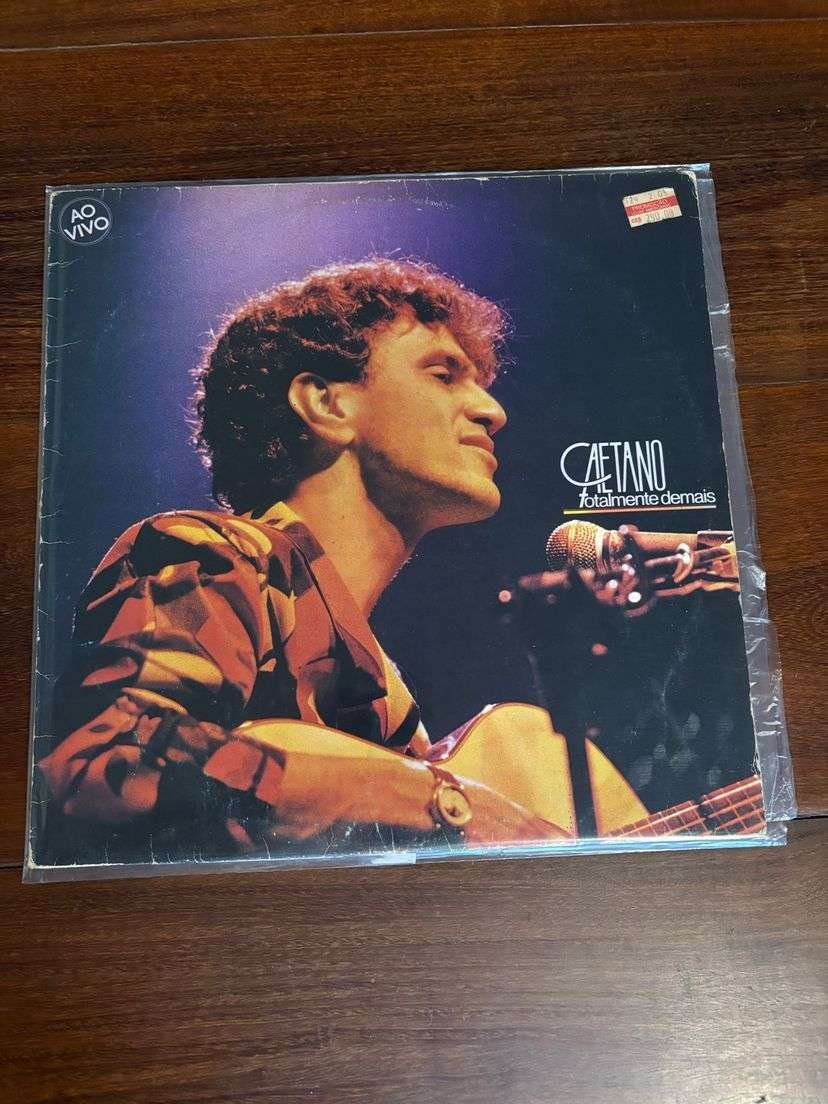 AO
VIVO
PROMOÇÃO
CAETANO
totalmente demais